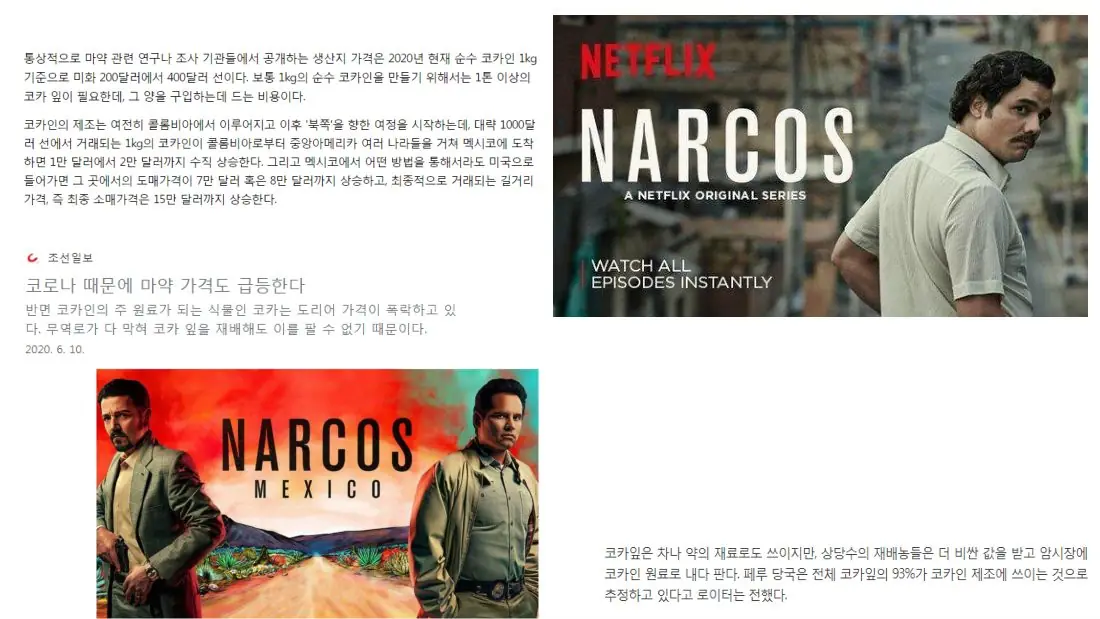 통상적으로 마약 관련 연구나 조사 기관들에서 공개하는 생산지 가격은 2020년 현재 순수 코카인 1kg
기준으로 미화 200달러에서 400달러 선이다. 보통 1kg의 순수 코카인을 만들기 위해서는 1톤 이상의
코카 잎이 필요한데, 그 양을 구입하는데 드는 비용이다.
코카인의 제조는 여전히 콜롬비아에서 이루어지고 이후 '북쪽'을 향한 여정을 시작하는데, 대략 1000달
러 선에서 거래되는 1kg의 코카인이 콜롬비아로부터 중앙아메리카 여러 나라들을 거쳐 멕시코에 도착
하면 1만 달러에서 2만 달러까지 수직 상승한다. 그리고 멕시코에서 어떤 방법을 통해서라도 미국으로
들어가면 그 곳에서의 도매가격이 7만 달러 혹은 8만 달러까지 상승하고, 최종적으로 거래되는 길거리
가격, 즉 최종 소매가격은 15만 달러까지 상승한다.
조선일보
코로나 때문에 마약 가격도 급등한다
반면 코카인의 주 원료가 되는 식물인 코카는 도리어 가격이 폭락하고 있
다. 무역로가 다 막혀 코카 잎을 재배해도 이를 팔 수 없기 때문이다.
2020. 6. 10.
NETFLIX
NARCOS
A NETFLIX ORIGINAL SERIES
WATCH ALL
EPISODES INSTANTLY
NARCOS
MEXICO
코카잎은 차나 약의 재료로도 쓰이지만, 상당수의 재배농들은 더 비싼 값을 받고 암시장에
코카인 원료로 내다 판다. 페루 당국은 전체 코카잎의 93%가 코카인 제조에 쓰이는 것으로
추정하고 있다고 로이터는 전했다.